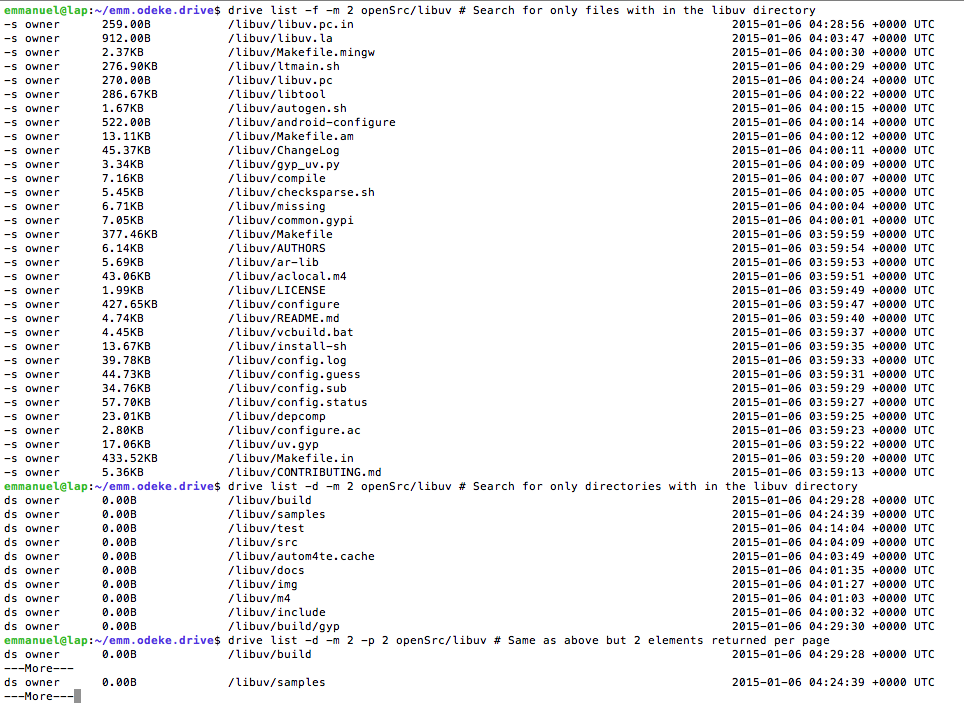 emmanuel@lap:~/emm.odeke.drive$ drive list -f -m 2 openSrc/libuv # Search for only files with in the libuv directory
-s owner 259.00B /libuv/libuv.pc.in 2015-01-06 04:28:56 +0000 UTC
-s owner 912.00B /libuv/libuv.la 2015-01-06 04:03:47 +0000 UTC
-s owner 2.37KB /libuv/Makefile.mingw 2015-01-06 04:00:30 +0000 UTC
-s owner 276.90KB /libuv/ltmain.sh 2015-01-06 04:00:29 +0000 UTC
-s owner 270.00B /libuv/libuv.pc 2015-01-06 04:00:24 +0000 UTC
-s owner 286.67KB /libuv/libtool 2015-01-06 04:00:22 +0000 UTC
-s owner 1.67KB /libuv/autogen.sh 2015-01-06 04:00:15 +0000 UTC
-s owner 522.00B /libuv/android-configure 2015-01-06 04:00:14 +0000 UTC
-s owner 13.11KB /libuv/Makefile.am 2015-01-06 04:00:12 +0000 UTC
-s owner 45.37KB /libuv/ChangeLog 2015-01-06 04:00:11 +0000 UTC
-s owner 3.34KB /libuv/gyp_uv.py 2015-01-06 04:00:09 +0000 UTC
-s owner 7.16KB /libuv/compile 2015-01-06 04:00:07 +0000 UTC
-s owner 5.45KB /libuv/checksparse.sh 2015-01-06 04:00:05 +0000 UTC
-s owner 6.71KB /libuv/missing 2015-01-06 04:00:04 +0000 UTC
-s owner 7.05KB /libuv/common.gypi 2015-01-06 04:00:01 +0000 UTC
-s owner 377.46KB /libuv/Makefile 2015-01-06 03:59:59 +0000 UTC
-s owner 6.14KB /libuv/AUTHORS 2015-01-06 03:59:54 +0000 UTC
-s owner 5.69KB /libuv/ar-lib 2015-01-06 03:59:53 +0000 UTC
-s owner 43.06KB /libuv/aclocal.m4 2015-01-06 03:59:51 +0000 UTC
-s owner 1.99KB /libuv/LICENSE 2015-01-06 03:59:49 +0000 UTC
-s owner 427.65KB /libuv/configure 2015-01-06 03:59:47 +0000 UTC
-s owner 4.74KB /libuv/README.md 2015-01-06 03:59:40 +0000 UTC
-s owner 4.45KB /libuv/vcbuild.bat 2015-01-06 03:59:37 +0000 UTC
-s owner 13.67KB /libuv/install-sh 2015-01-06 03:59:35 +0000 UTC
-s owner 39.78KB /libuv/config.log 2015-01-06 03:59:33 +0000 UTC
-s owner 44.73KB /libuv/config.guess 2015-01-06 03:59:31 +0000 UTC
-s owner 34.76KB /libuv/config.sub 2015-01-06 03:59:29 +0000 UTC
-s owner 57.70KB /libuv/config.status 2015-01-06 03:59:27 +0000 UTC
-s owner 23.01KB /libuv/depcomp 2015-01-06 03:59:25 +0000 UTC
-s owner 2.80KB /libuv/configure.ac 2015-01-06 03:59:23 +0000 UTC
-s owner 17.06KB /libuv/uv.gyp 2015-01-06 03:59:22 +0000 UTC
-s owner 433.52KB /libuv/Makefile.in 2015-01-06 03:59:20 +0000 UTC
-s owner 5.36KB /libuv/CONTRIBUTING.md 2015-01-06 03:59:13 +0000 UTC
emmanuel@lap:~/emm.odeke.drive$ drive list -d -m 2 openSrc/libuv # Search for only directories with in the libuv directory
ds owner 0.00B /libuv/build 2015-01-06 04:29:28 +0000 UTC
ds owner 0.00B /libuv/samples 2015-01-06 04:24:39 +0000 UTC
ds owner 0.00B /libuv/test 2015-01-06 04:14:04 +0000 UTC
ds owner 0.00B /libuv/src 2015-01-06 04:04:09 +0000 UTC
ds owner 0.00B /libuv/autom4te.cache 2015-01-06 04:03:49 +0000 UTC
ds owner 0.00B /libuv/docs 2015-01-06 04:01:35 +0000 UTC
ds owner 0.00B /libuv/img 2015-01-06 04:01:27 +0000 UTC
ds owner 0.00B /libuv/m4 2015-01-06 04:01:03 +0000 UTC
ds owner 0.00B /libuv/include 2015-01-06 04:00:32 +0000 UTC
ds owner 0.00B /libuv/build/gyp 2015-01-06 04:29:30 +0000 UTC
emmanuel@lap:~/emm.odeke.drive$ drive list -d -m 2 -p 2 openSrc/libuv # Same as above but 2 elements returned per page
ds owner 0.00B /libuv/build 2015-01-06 04:29:28 +0000 UTC
---More---
ds owner 0.00B /libuv/samples 2015-01-06 04:24:39 +0000 UTC
---More---